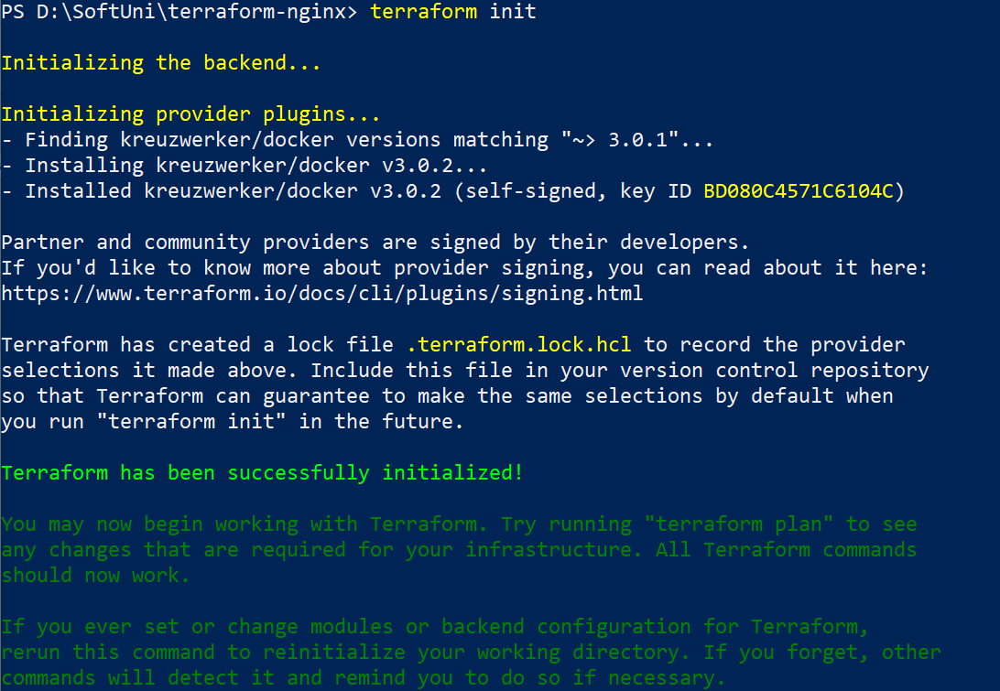 PS D:\SoftUni\terraform-nginx> terraform init
Initializing the backend...
Initializing provider plugins...
- Finding kreuzwerker/docker versions matching "~> 3.0.1"...
- Installing kreuzwerker/docker v3.0.2...
- Installed kreuzwerker/docker v3.0.2 (self-signed, key ID BD080C4571C6104C)
Partner and community providers are signed by their developers.
If you'd like to know more about provider signing, you can read about it here:
https://www.terraform.io/docs/cli/plugins/signing.html
Terraform has created a lock file .terraform.lock.hcl to record the provider
selections it made above. Include this file in your version control repository
so that Terraform can guarantee to make the same selections by default when
you run "terraform init" in the future.
Terraform has been successfully initialized!
You may now begin working with Terraform. Try running "terraform plan" to see
any changes that are required for your infrastructure. All Terraform commands
should now work.
If you ever set or change modules or backend configuration for Terraform,
rerun this command to reinitialize your working directory. If you forget, other
commands will detect it and remind you to do so if necessary.